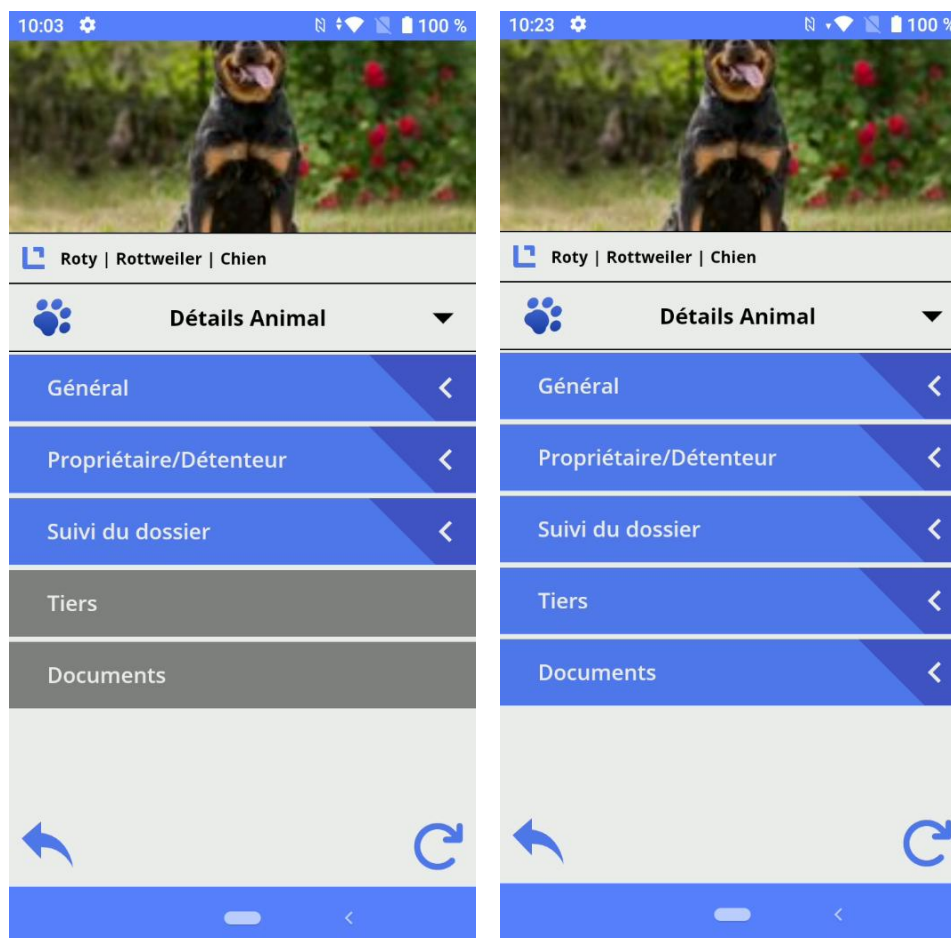 10:03 100 %
Roty | Rottweiler | Chien
Détails Animal
Général
Propriétaire/Détenteur
Suivi du dossier
Tiers
Documents
10:23 100 %
Roty | Rottweiler | Chien
Détails Animal
Général
Propriétaire/Détenteur
Suivi du dossier
Tiers
Documents